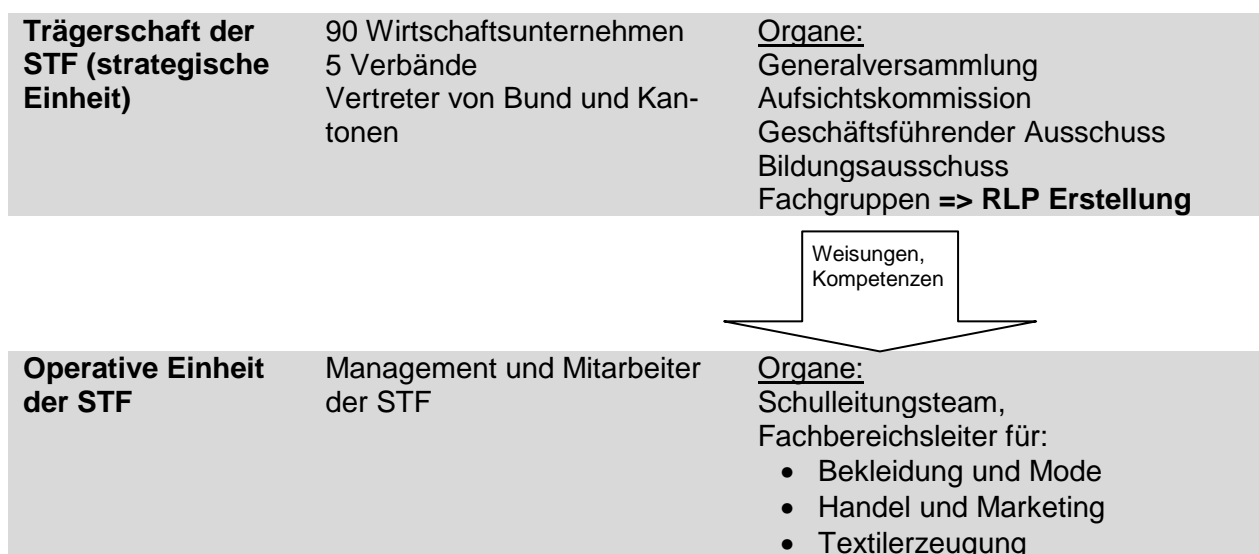 Trägerschaft der
STF (strategische
Einheit)
90 Wirtschaftsunternehmen
5 Verbände
Vertreter von Bund und Kan-
tonen
Organe:
Generalversammlung
Aufsichtskommission
Geschäftsführender Ausschuss
Bildungsausschuss
Fachgruppen => RLP Erstellung
Weisungen,
Kompetenzen
Operative Einheit
der STF
Management und Mitarbeiter
der STF
Organe:
Schulleitungsteam,
Fachbereichsleiter für:
• Bekleidung und Mode
• Handel und Marketing
• Textilerzeugung